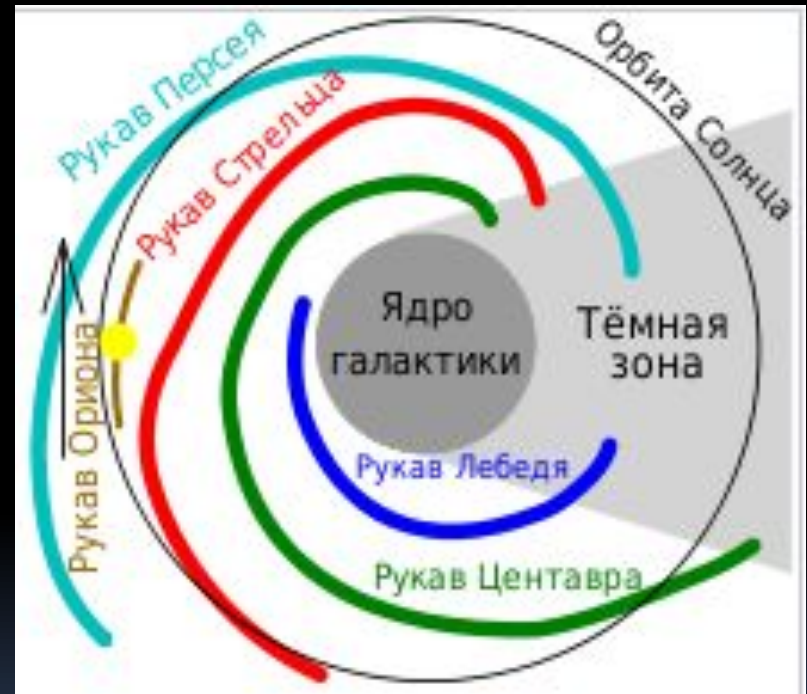 Рукав Персея
Орбита Солнца
Рукав Стрельца
Ядро
галактики
Тёмная
зона
Рукав Ориона
Рукав Лебедя
Рукав Центавра